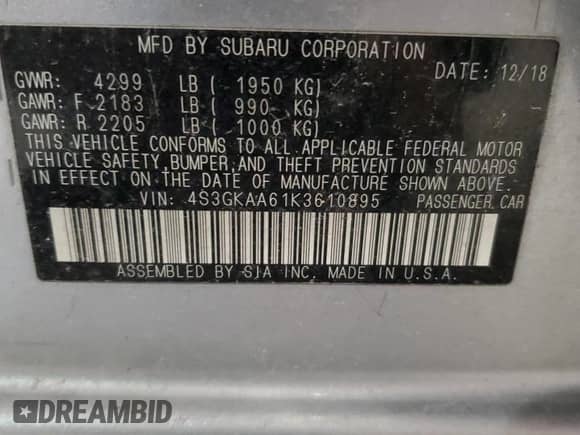 MFD BY SUBARU CORPORATION
DATE: 12/18
GVWR: 4299 LB ( 1950 KG)
GAWR: F 2183 LB ( 990 KG)
GAWR: R 2205 LB ( 1000 KG)
THIS VEHICLE CONFORMS TO ALL APPLICABLE FEDERAL MOTOR
VEHICLE SAFETY, BUMPER, AND THEFT PREVENTION STANDARDS
IN EFFECT ON THE DATE OF MANUFACTURE SHOWN ABOVE.
VIN: 4S3GKAA61K3610895 PASSENGER CAR
ASSEMBLED BY SIA INC. MADE IN U.S.A.
DREAMBID